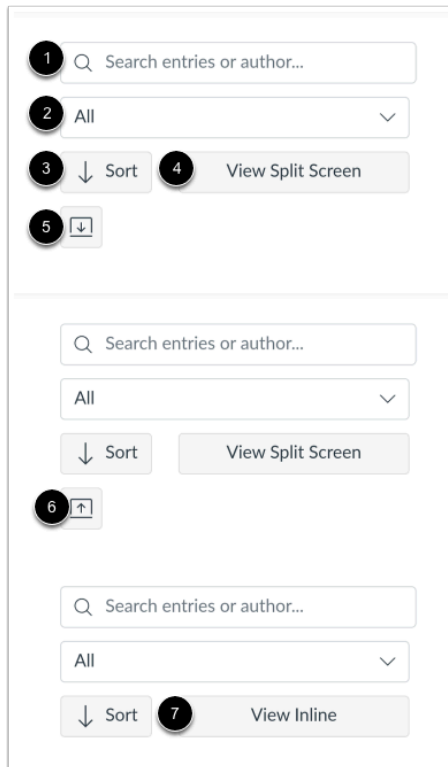 1 Search entries or author...
2 All
3 Sort 4 View Split Screen
5
Search entries or author...
All
Sort View Split Screen
6
Search entries or author...
All
Sort 7 View Inline